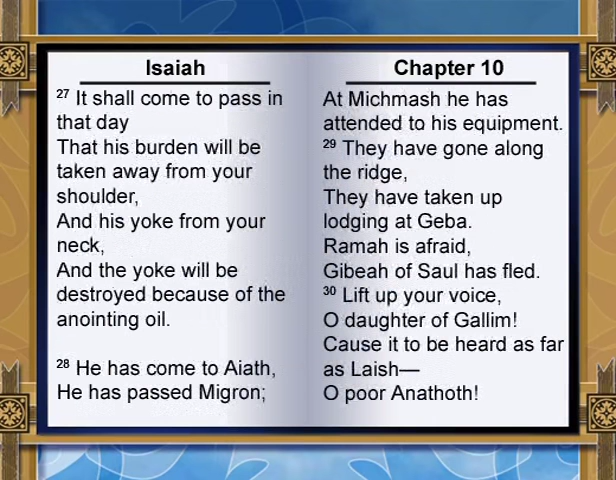 Isaiah
27 It shall come to pass in
that day
That his burden will be
taken away from your
shoulder,
And his yoke from your
neck,
And the yoke will be
destroyed because of the
anointing oil.
28 He has come to Aiath,
He has passed Migron;
Chapter 10
At Michmash he has
attended to his equipment.
29 They have gone along
the ridge,
They have taken up
lodging at Geba.
Ramah is afraid,
Gibeah of Saul has fled.
30 Lift up your voice,
O daughter of Gallim!
Cause it to be heard as far
as Laish—
O poor Anathoth!